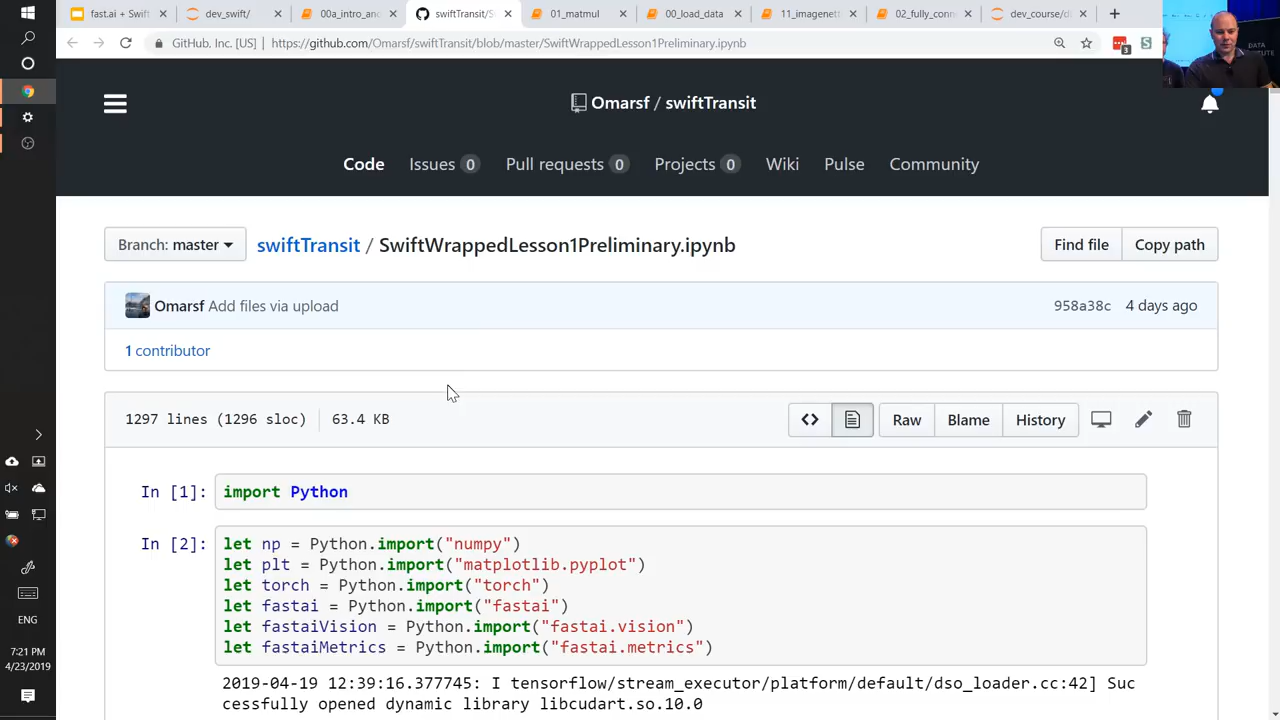 fast.ai • Swift
dev_swift/
00a_intro_an
swiftTransit/S
01_matmul
00_load_data
11_imagenett
02_fully_conn
dev_course/d
GitHub, Inc. [US] | https://github.com/Omarsf/swiftTransit/blob/master/SwiftWrappedLesson1Preliminary.ipynb
3
S
DATA
Omarsf / swiftTransit
Code Issues 0 Pull requests 0 Projects 0 Wiki Pulse Community
Branch: master swiftTransit / SwiftWrappedLesson1Preliminary.ipynb Find file Copy path
Omarsf Add files via upload 958a38c 4 days ago
1 contributor
1297 lines (1296 sloc) 63.4 KB <> Raw Blame History
In [1]: import Python
In [2]: let np = Python.import("numpy")
let plt = Python.import("matplotlib.pyplot")
let torch = Python.import("torch")
let fastai = Python.import("fastai")
let fastaiVision = Python.import("fastai.vision")
let fastaiMetrics = Python.import("fastai.metrics")
2019-04-19 12:39:16.377745: I tensorflow/stream_executor/platform/default/dso_loader.cc:42] Suc
cessfully opened dynamic library libcudart.so.10.0
ENG
7:21 PM
4/23/2019